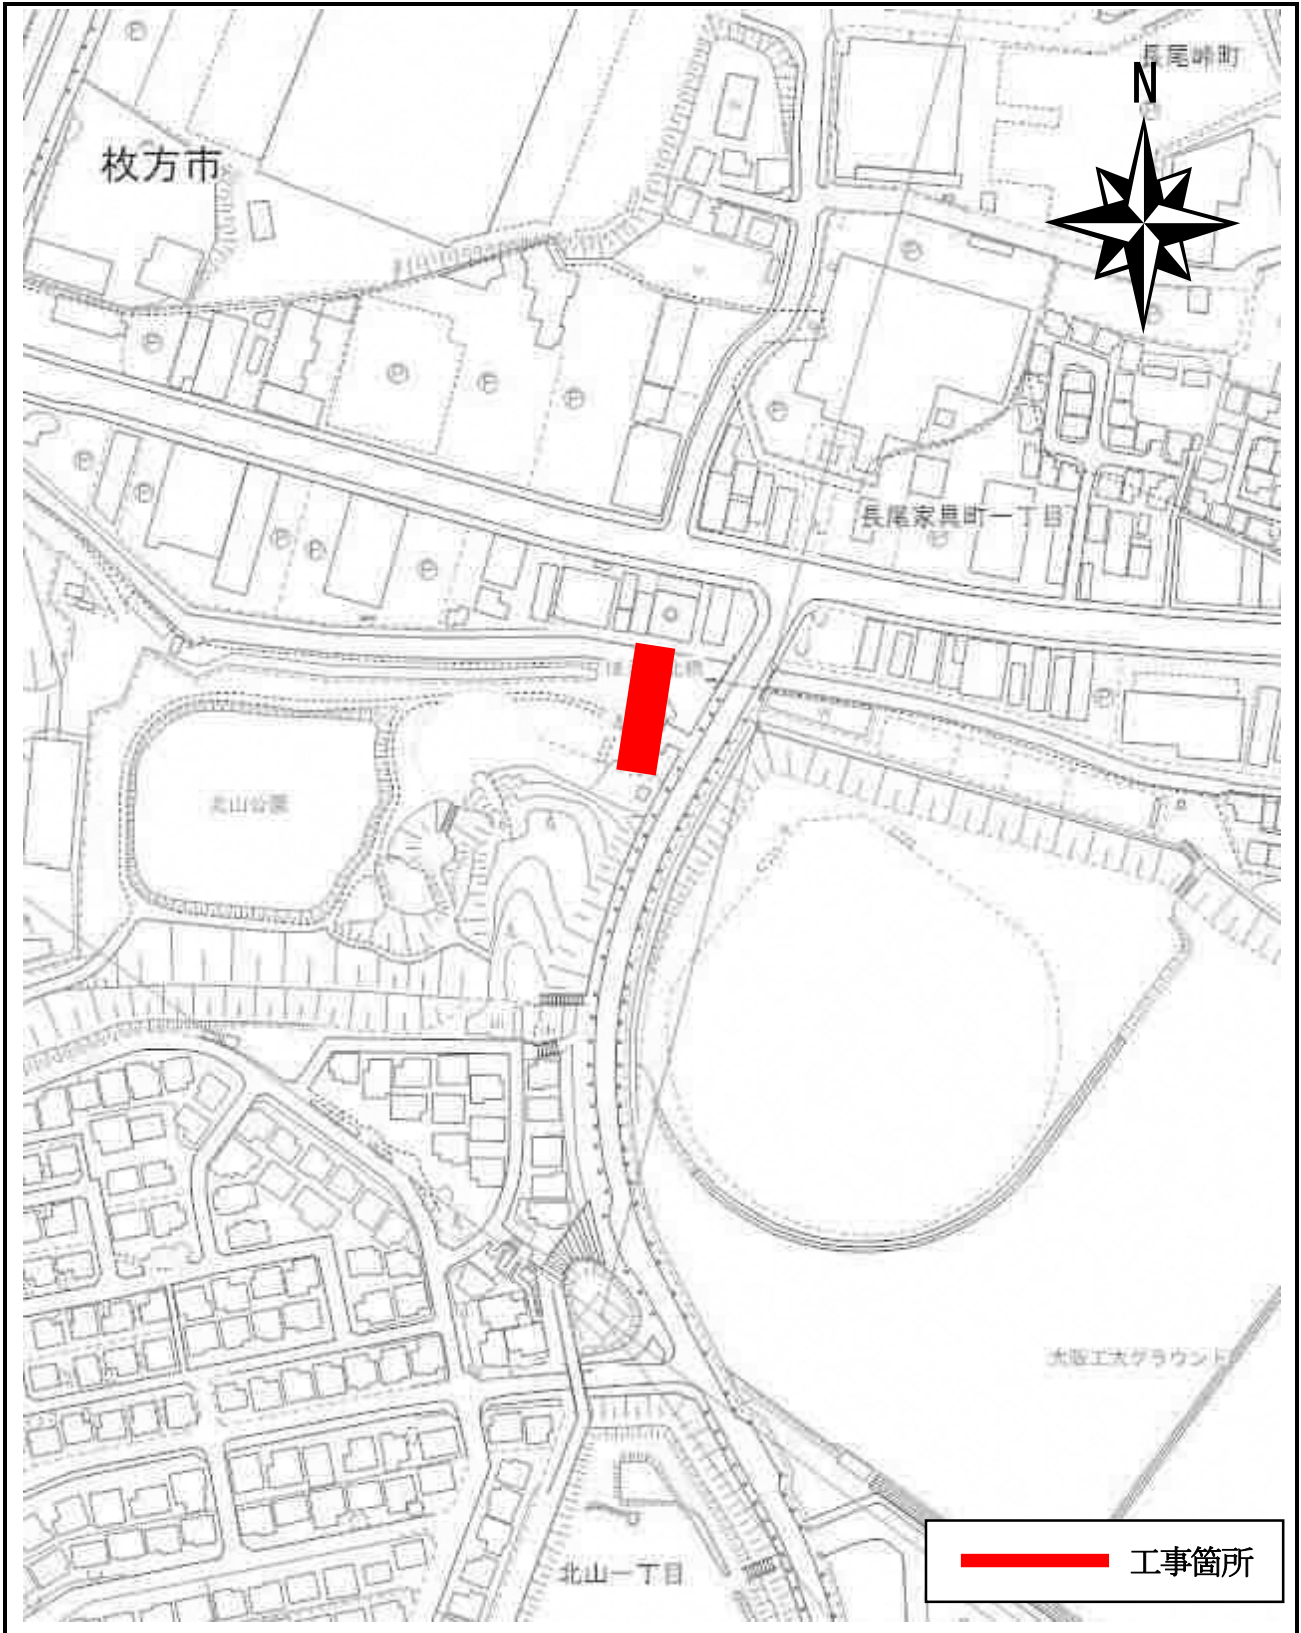 長尾峠町
N
枚方市
長尾家具町一丁目
北山公園
大阪工大グラウンド
北山一丁目
工事箇所